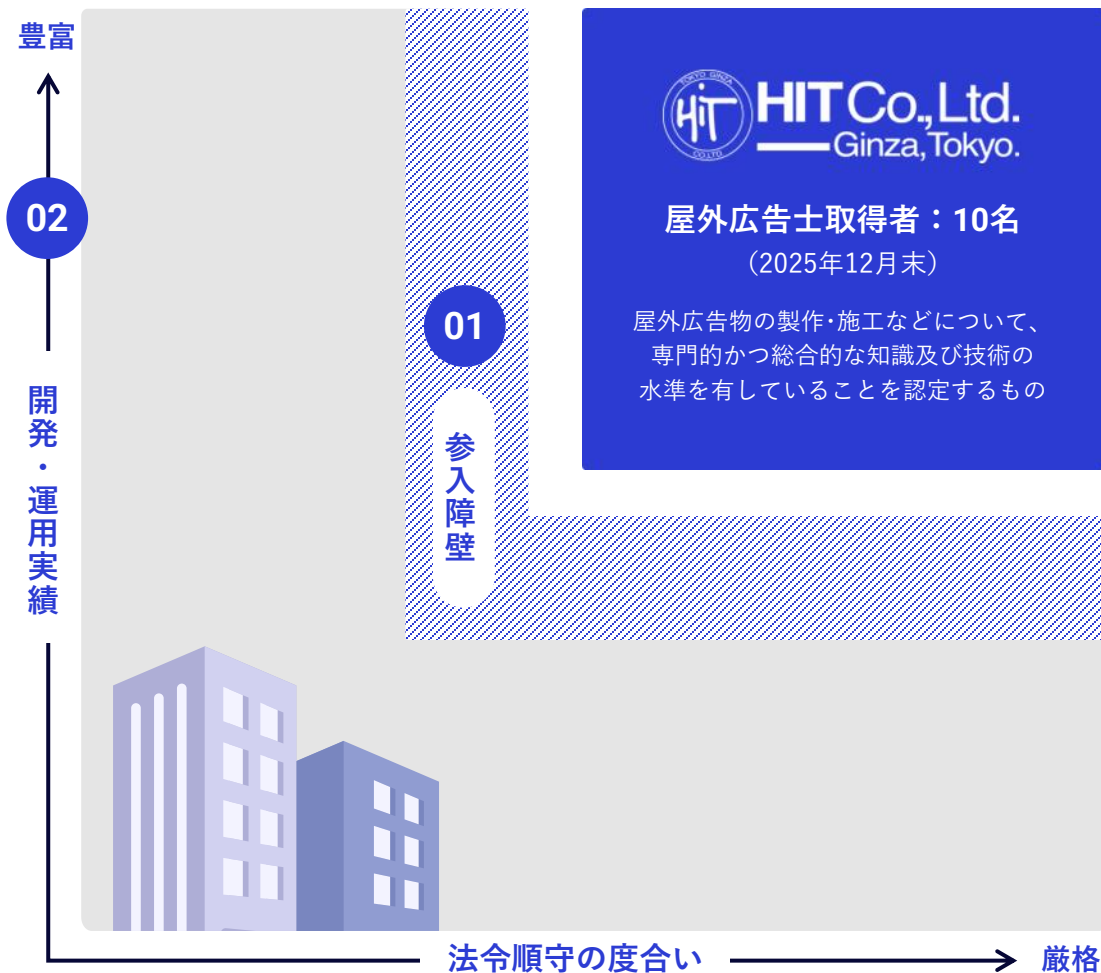 豊富
02
開発・運用実績
01
参入障壁
TOKYO GINZA
HiT
CO.,LTD
HIT Co., Ltd.
Ginza, Tokyo.
屋外広告士取得者：10名
（2025年12月末）
屋外広告物の製作・施工などについて、
専門的かつ総合的な知識及び技術の
水準を有していることを認定するもの
法令順守の度合い
厳格